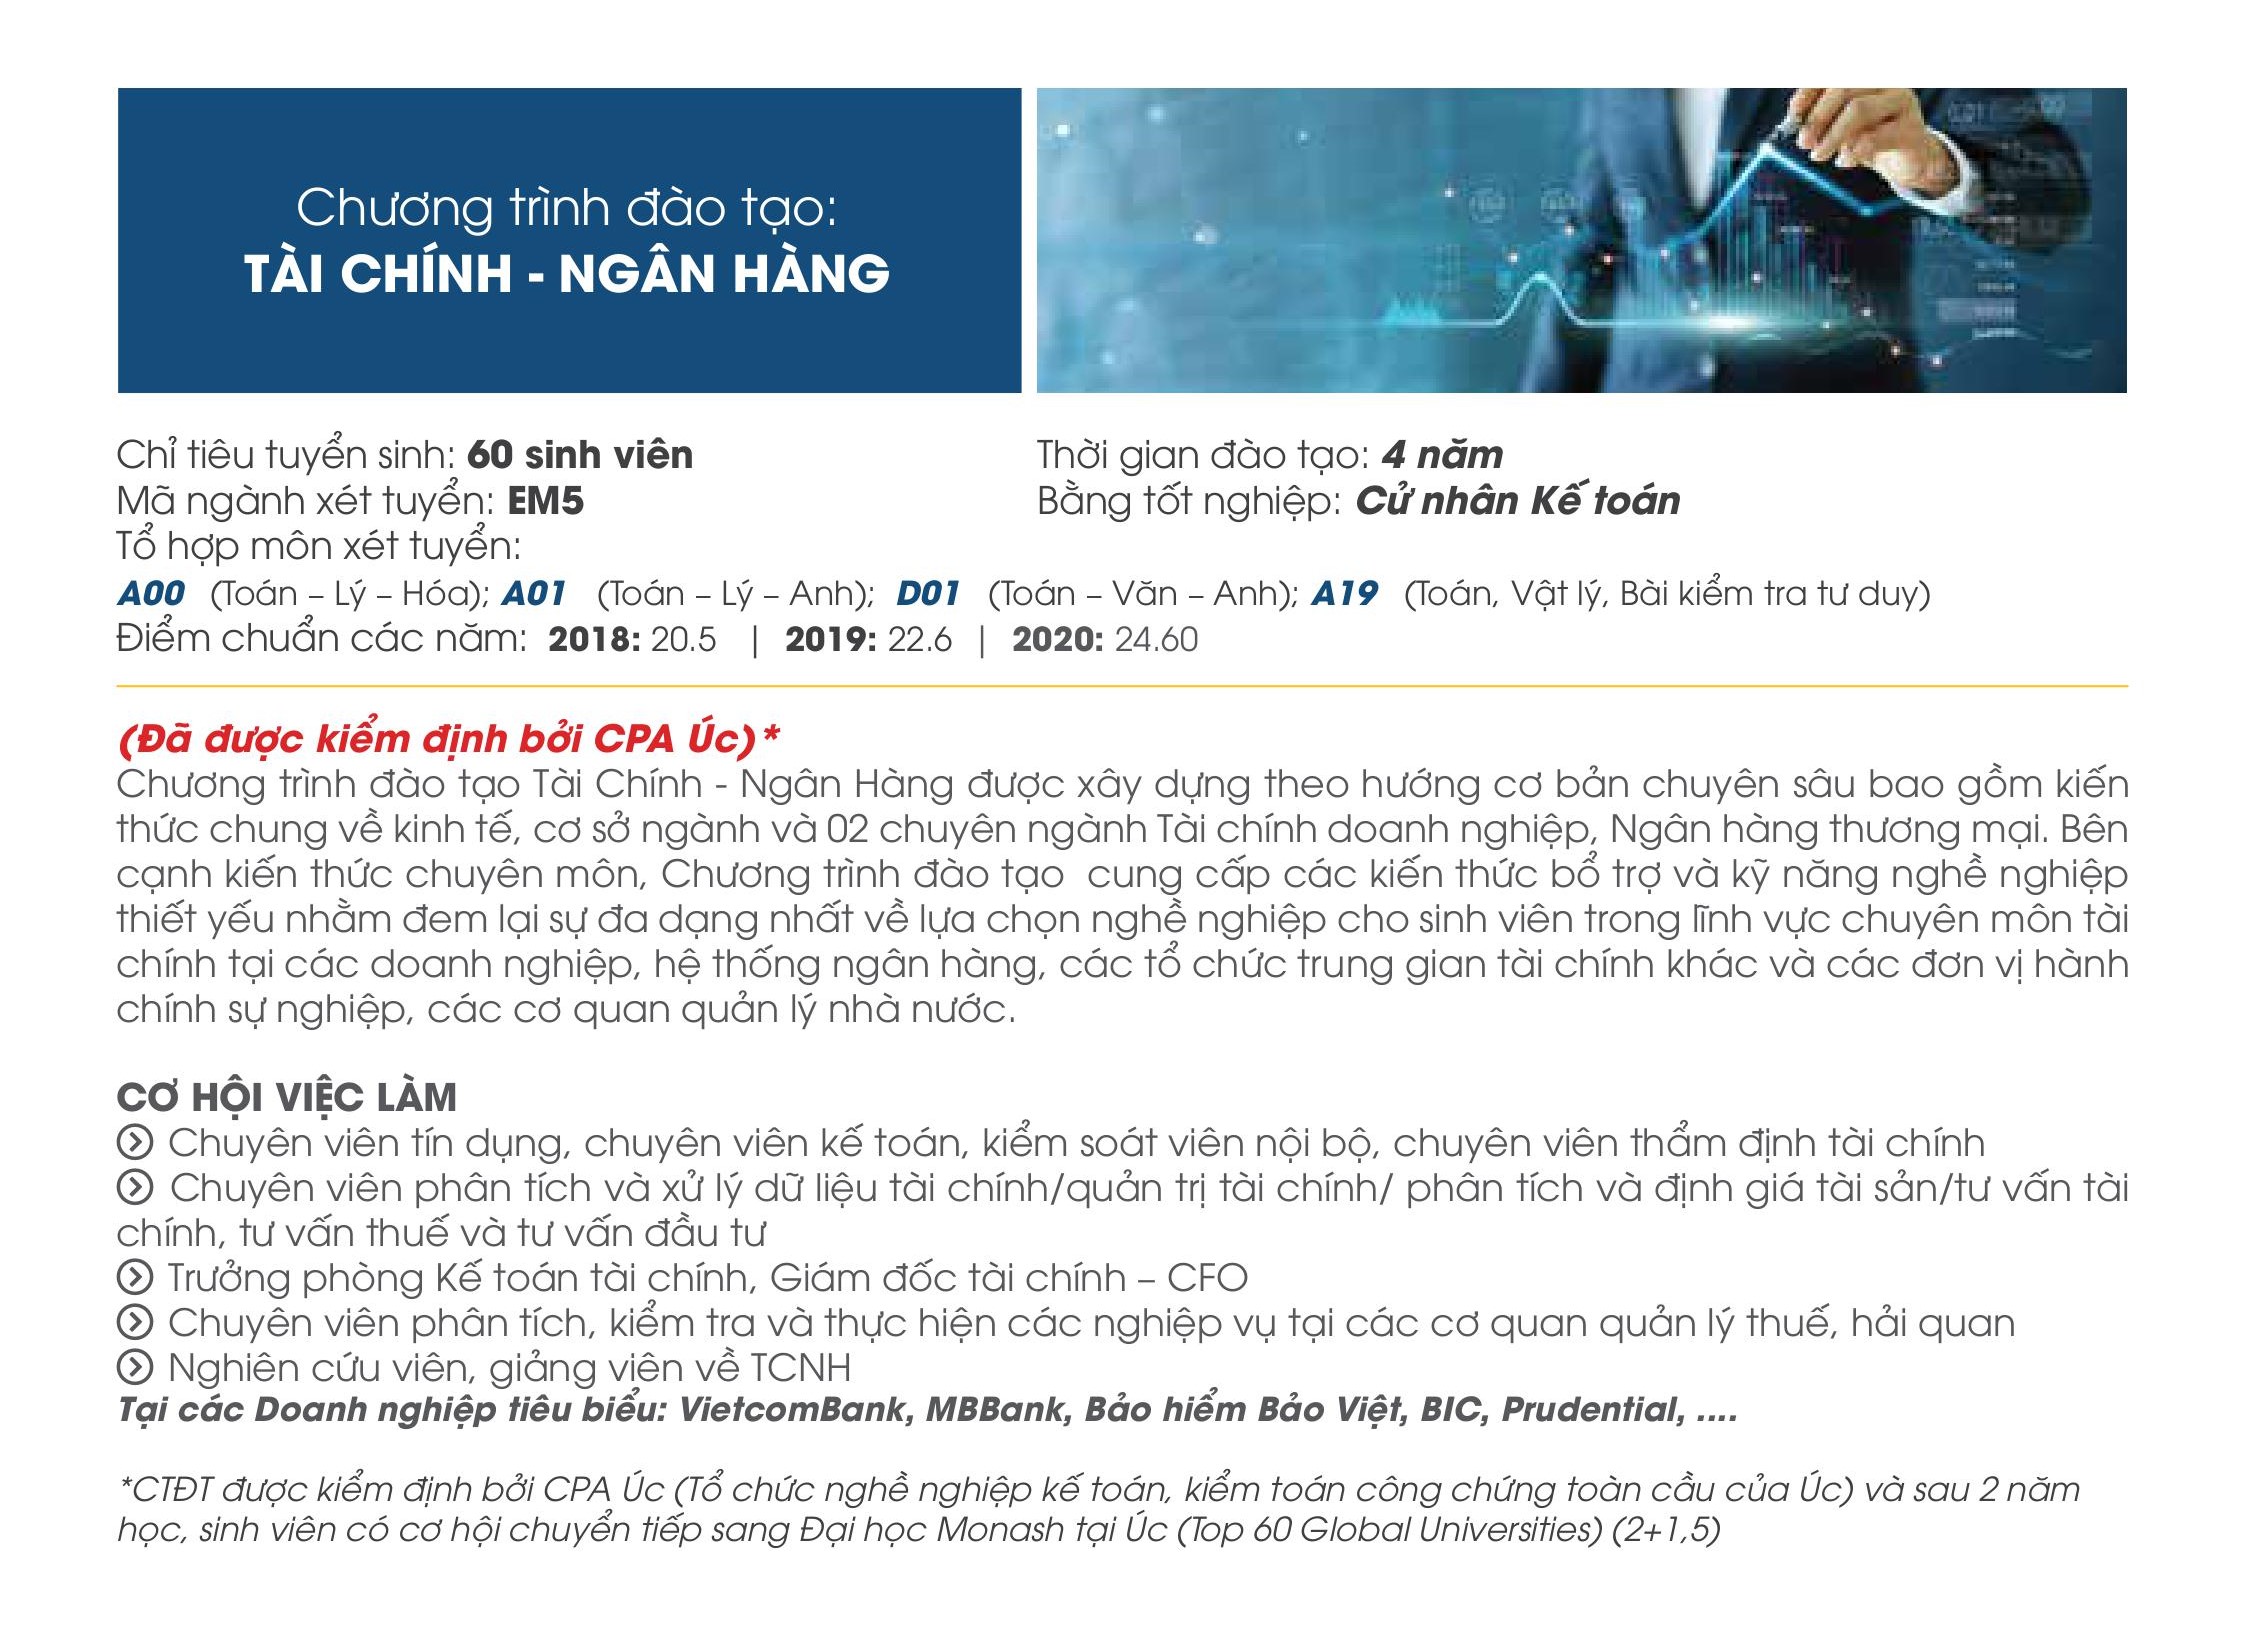 Chương trình đào tạo:
TÀI CHÍNH - NGÂN HÀNG
Chỉ tiêu tuyển sinh: 60 sinh viên
Thời gian đào tạo: 4 năm
Mã ngành xét tuyển: EM5
Bằng tốt nghiệp: Cử nhân Kế toán
Tổ hợp môn xét tuyển:
A00 (Toán – Lý – Hóa); A01 (Toán – Lý – Anh); D01 (Toán – Văn – Anh); A19 (Toán, Vật lý, Bài kiểm tra tư duy)
Điểm chuẩn các năm: 2018: 20.5 | 2019: 22.6 | 2020: 24.60
(Đã được kiểm định bởi CPA Úc)*
Chương trình đào tạo Tài Chính - Ngân Hàng được xây dựng theo hướng cơ bản chuyên sâu bao gồm kiến
thức chung về kinh tế, cơ sở ngành và 02 chuyên ngành Tài chính doanh nghiệp, Ngân hàng thương mại. Bên
cạnh kiến thức chuyên môn, Chương trình đào tạo cung cấp các kiến thức bổ trợ và kỹ năng nghề nghiệp
thiết yếu nhằm đem lại sự đa dạng nhất về lựa chọn nghề nghiệp cho sinh viên trong lĩnh vực chuyên môn tài
chính tại các doanh nghiệp, hệ thống ngân hàng, các tổ chức trung gian tài chính khác và các đơn vị hành
chính sự nghiệp, các cơ quan quản lý nhà nước.
CƠ HỘI VIỆC LÀM
Chuyên viên tín dụng, chuyên viên kế toán, kiểm soát viên nội bộ, chuyên viên thẩm định tài chính
Chuyên viên phân tích và xử lý dữ liệu tài chính/quản trị tài chính/ phân tích và định giá tài sản/tư vấn tài
chính, tư vấn thuế và tư vấn đầu tư
Trưởng phòng Kế toán tài chính, Giám đốc tài chính – CFO
Chuyên viên phân tích, kiểm tra và thực hiện các nghiệp vụ tại các cơ quan quản lý thuế, hải quan
Nghiên cứu viên, giảng viên về TCNH
Tại các Doanh nghiệp tiêu biểu: VietcomBank, MBBank, Bảo hiểm Bảo Việt, BIC, Prudential, ....
*CTĐT được kiểm định bởi CPA Úc (Tổ chức nghề nghiệp kế toán, kiểm toán công chứng toàn cầu của Úc) và sau 2 năm
học, sinh viên có cơ hội chuyển tiếp sang Đại học Monash tại Úc (Top 60 Global Universities) (2+1,5)